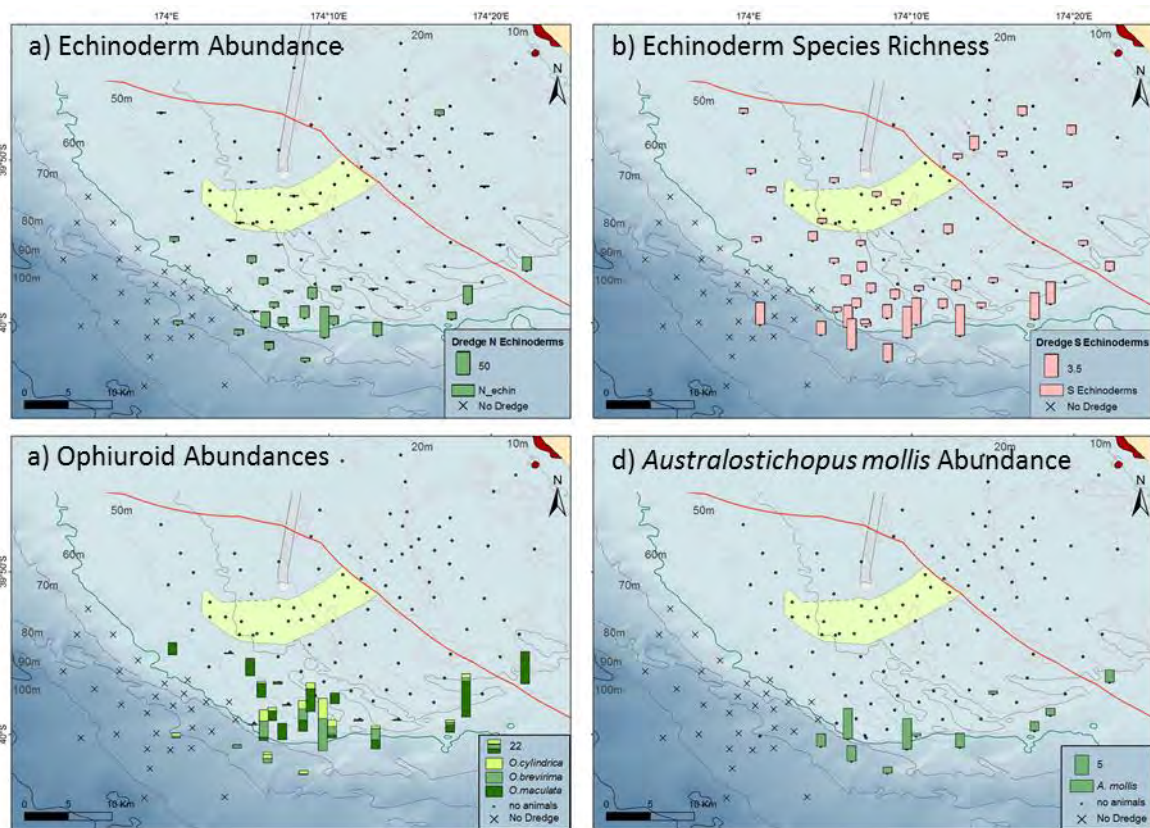 174°E 174°10'E 174°20'E
a) Echinoderm Abundance
20m 10m
N
50m
60m
70m
80m
90m
100m
39°50'S
40°S
Dredge N Echinoderms
50
N_echin
No Dredge
0 5 10 Km
174°E 174°10'E 174°20'E
b) Echinoderm Species Richness
20m 10m
N
50m
60m
70m
80m
90m
100m
Dredge S Echinoderms
3.5
S Echinoderms
No Dredge
0 5 10 Km
a) Ophiuroid Abundances
20m 10m
N
50m
60m
70m
80m
90m
100m
39°50'S
40°S
22
O.cylindrica
O.brevirima
O.maculata
no animals
No Dredge
0 5 10 Km
d) Australostichopus mollis Abundance
20m 10m
N
50m
60m
70m
80m
90m
100m
5
A. mollis
no animals
No Dredge
0 5 10 Km